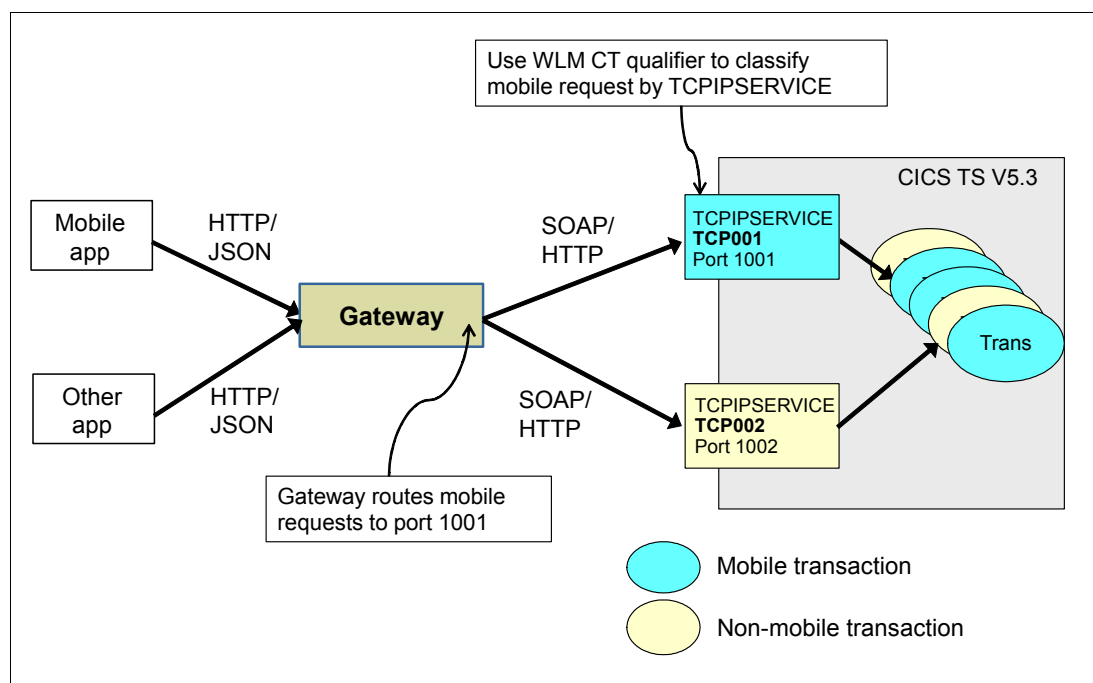 Use WLM CT qualifier to classify
mobile request by TCPIPSERVICE
CICS TS V5.3
Mobile
app
HTTP/
JSON
SOAP/
HTTP
TCPIPSERVICE
TCP001
Port 1001
Gateway
Trans
Other
app
HTTP/
JSON
SOAP/
HTTP
TCPIPSERVICE
TCP002
Port 1002
Gateway routes mobile
requests to port 1001
Mobile transaction
Non-mobile transaction